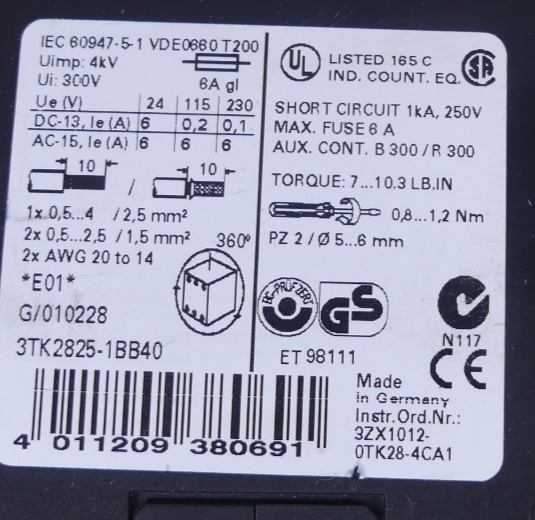 IEC 60947-5-1 VDE0660 T200
Uimp: 4kV
Ui: 300V
6A gl
Ue (V) 24 115 230
DC-13, Ie (A) 6 0,2 0,1
AC-15, Ie (A) 6 6 6
10 / 10
1x 0,5...4 / 2,5 mm²
2x 0,5...2,5 / 1,5 mm²
2x AWG 20 to 14
360°
*E01*
G/010228
3TK2825-1BB40
4 011209 380691
UL LISTED 165 C SA
IND. CONT. EQ.
SHORT CIRCUIT 1kA, 250V
MAX. FUSE 6 A
AUX. CONT. B 300 / R 300
TORQUE: 7...10.3 LB.IN
0,8...1,2 Nm
PZ 2 / Ø 5...6 mm
BG-PRÜFZERT
GS
N117
ET 98111
CE
Made
in Germany
Instr.Ord.Nr.:
3ZX1012-
0TK28-4CA1